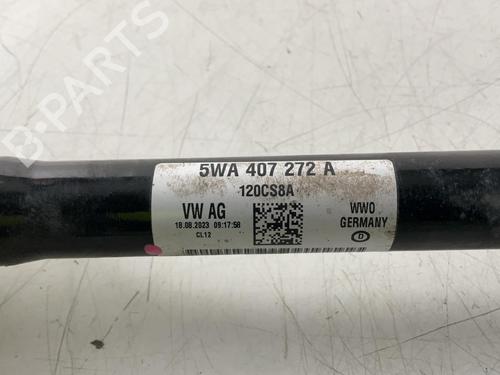 B-PARTS
5WA 407 272 A
120CS8A
VW AG
18.08.2023 09:17:58
CL12
WWO
GERMANY
D